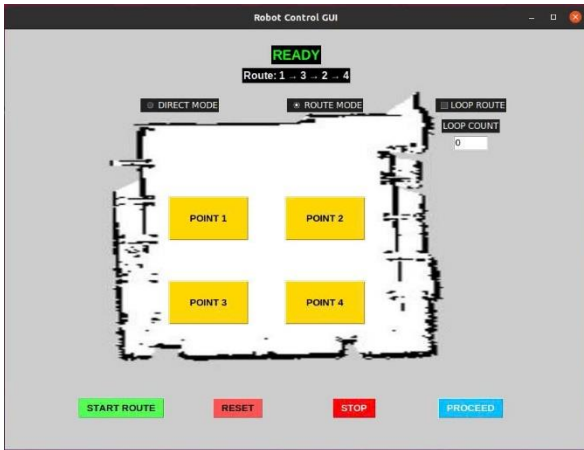 Robot Control GUI
READY
Route: 1 → 3 → 2 → 4
DIRECT MODE
ROUTE MODE
LOOP ROUTE
LOOP COUNT
0
POINT 1
POINT 2
POINT 3
POINT 4
START ROUTE
RESET
STOP
PROCEED